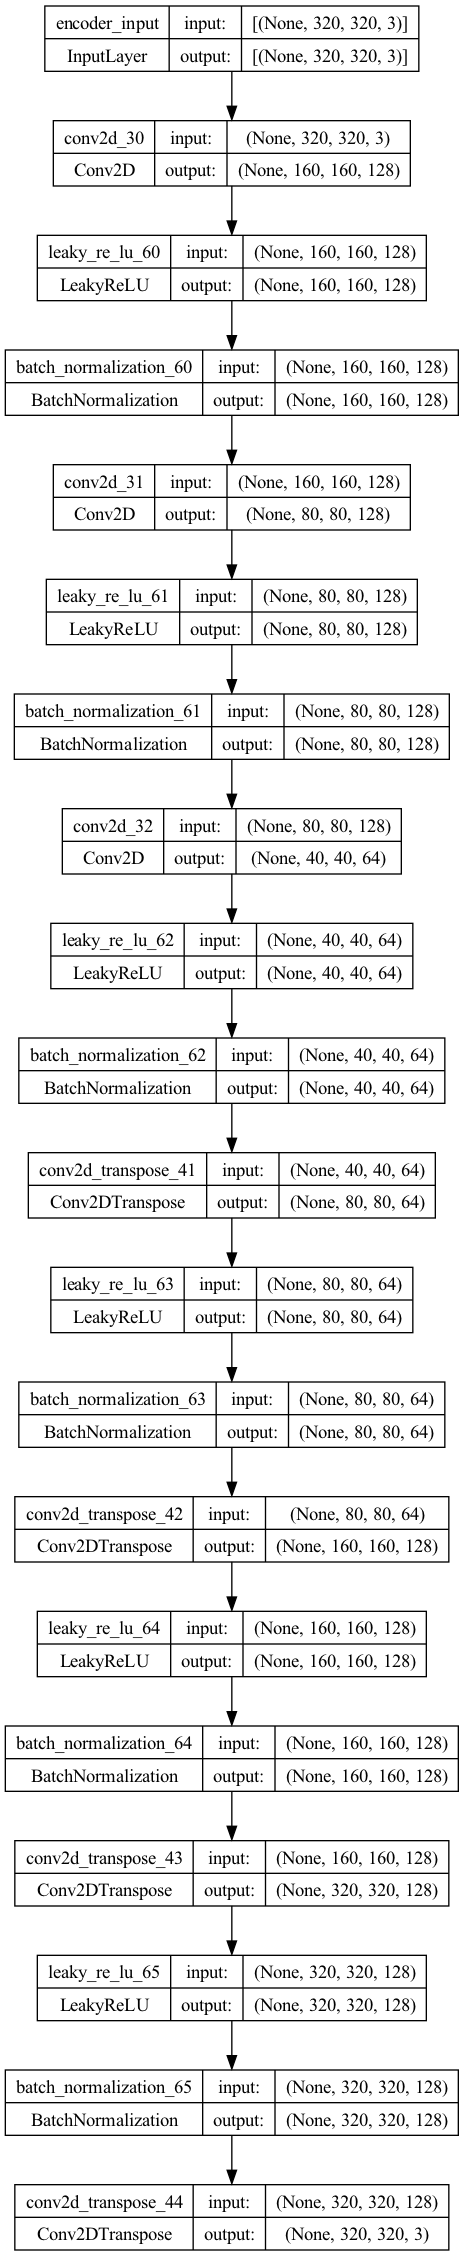 encoder_input input: [(None, 320, 320, 3)]
InputLayer output: [(None, 320, 320, 3)]
conv2d_30 input: (None, 320, 320, 3)
Conv2D output: (None, 160, 160, 128)
leaky_re_lu_60 input: (None, 160, 160, 128)
LeakyReLU output: (None, 160, 160, 128)
batch_normalization_60 input: (None, 160, 160, 128)
BatchNormalization output: (None, 160, 160, 128)
conv2d_31 input: (None, 160, 160, 128)
Conv2D output: (None, 80, 80, 128)
leaky_re_lu_61 input: (None, 80, 80, 128)
LeakyReLU output: (None, 80, 80, 128)
batch_normalization_61 input: (None, 80, 80, 128)
BatchNormalization output: (None, 80, 80, 128)
conv2d_32 input: (None, 80, 80, 128)
Conv2D output: (None, 40, 40, 64)
leaky_re_lu_62 input: (None, 40, 40, 64)
LeakyReLU output: (None, 40, 40, 64)
batch_normalization_62 input: (None, 40, 40, 64)
BatchNormalization output: (None, 40, 40, 64)
conv2d_transpose_41 input: (None, 40, 40, 64)
Conv2DTranspose output: (None, 80, 80, 64)
leaky_re_lu_63 input: (None, 80, 80, 64)
LeakyReLU output: (None, 80, 80, 64)
batch_normalization_63 input: (None, 80, 80, 64)
BatchNormalization output: (None, 80, 80, 64)
conv2d_transpose_42 input: (None, 80, 80, 64)
Conv2DTranspose output: (None, 160, 160, 128)
leaky_re_lu_64 input: (None, 160, 160, 128)
LeakyReLU output: (None, 160, 160, 128)
batch_normalization_64 input: (None, 160, 160, 128)
BatchNormalization output: (None, 160, 160, 128)
conv2d_transpose_43 input: (None, 160, 160, 128)
Conv2DTranspose output: (None, 320, 320, 128)
leaky_re_lu_65 input: (None, 320, 320, 128)
LeakyReLU output: (None, 320, 320, 128)
batch_normalization_65 input: (None, 320, 320, 128)
BatchNormalization output: (None, 320, 320, 128)
conv2d_transpose_44 input: (None, 320, 320, 128)
Conv2DTranspose output: (None, 320, 320, 3)